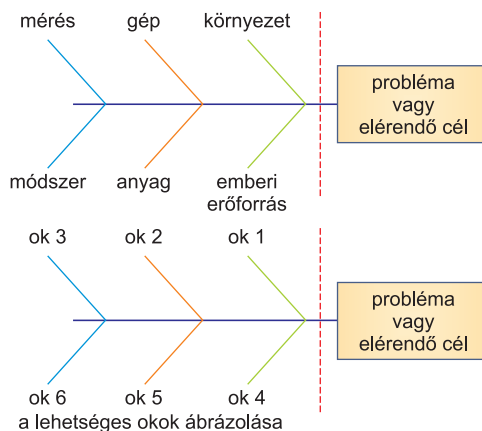 mérés gép környezet
probléma
vagy
elérendő cél
módszer anyag emberi
erőforrás
ok 3 ok 2 ok 1
probléma
vagy
elérendő cél
ok 6 ok 5 ok 4
a lehetséges okok ábrázolása